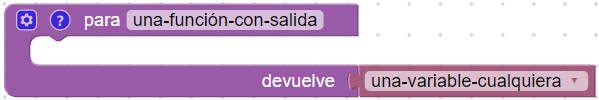 ? para una-función-con-salida
devuelve una-variable-cualquiera